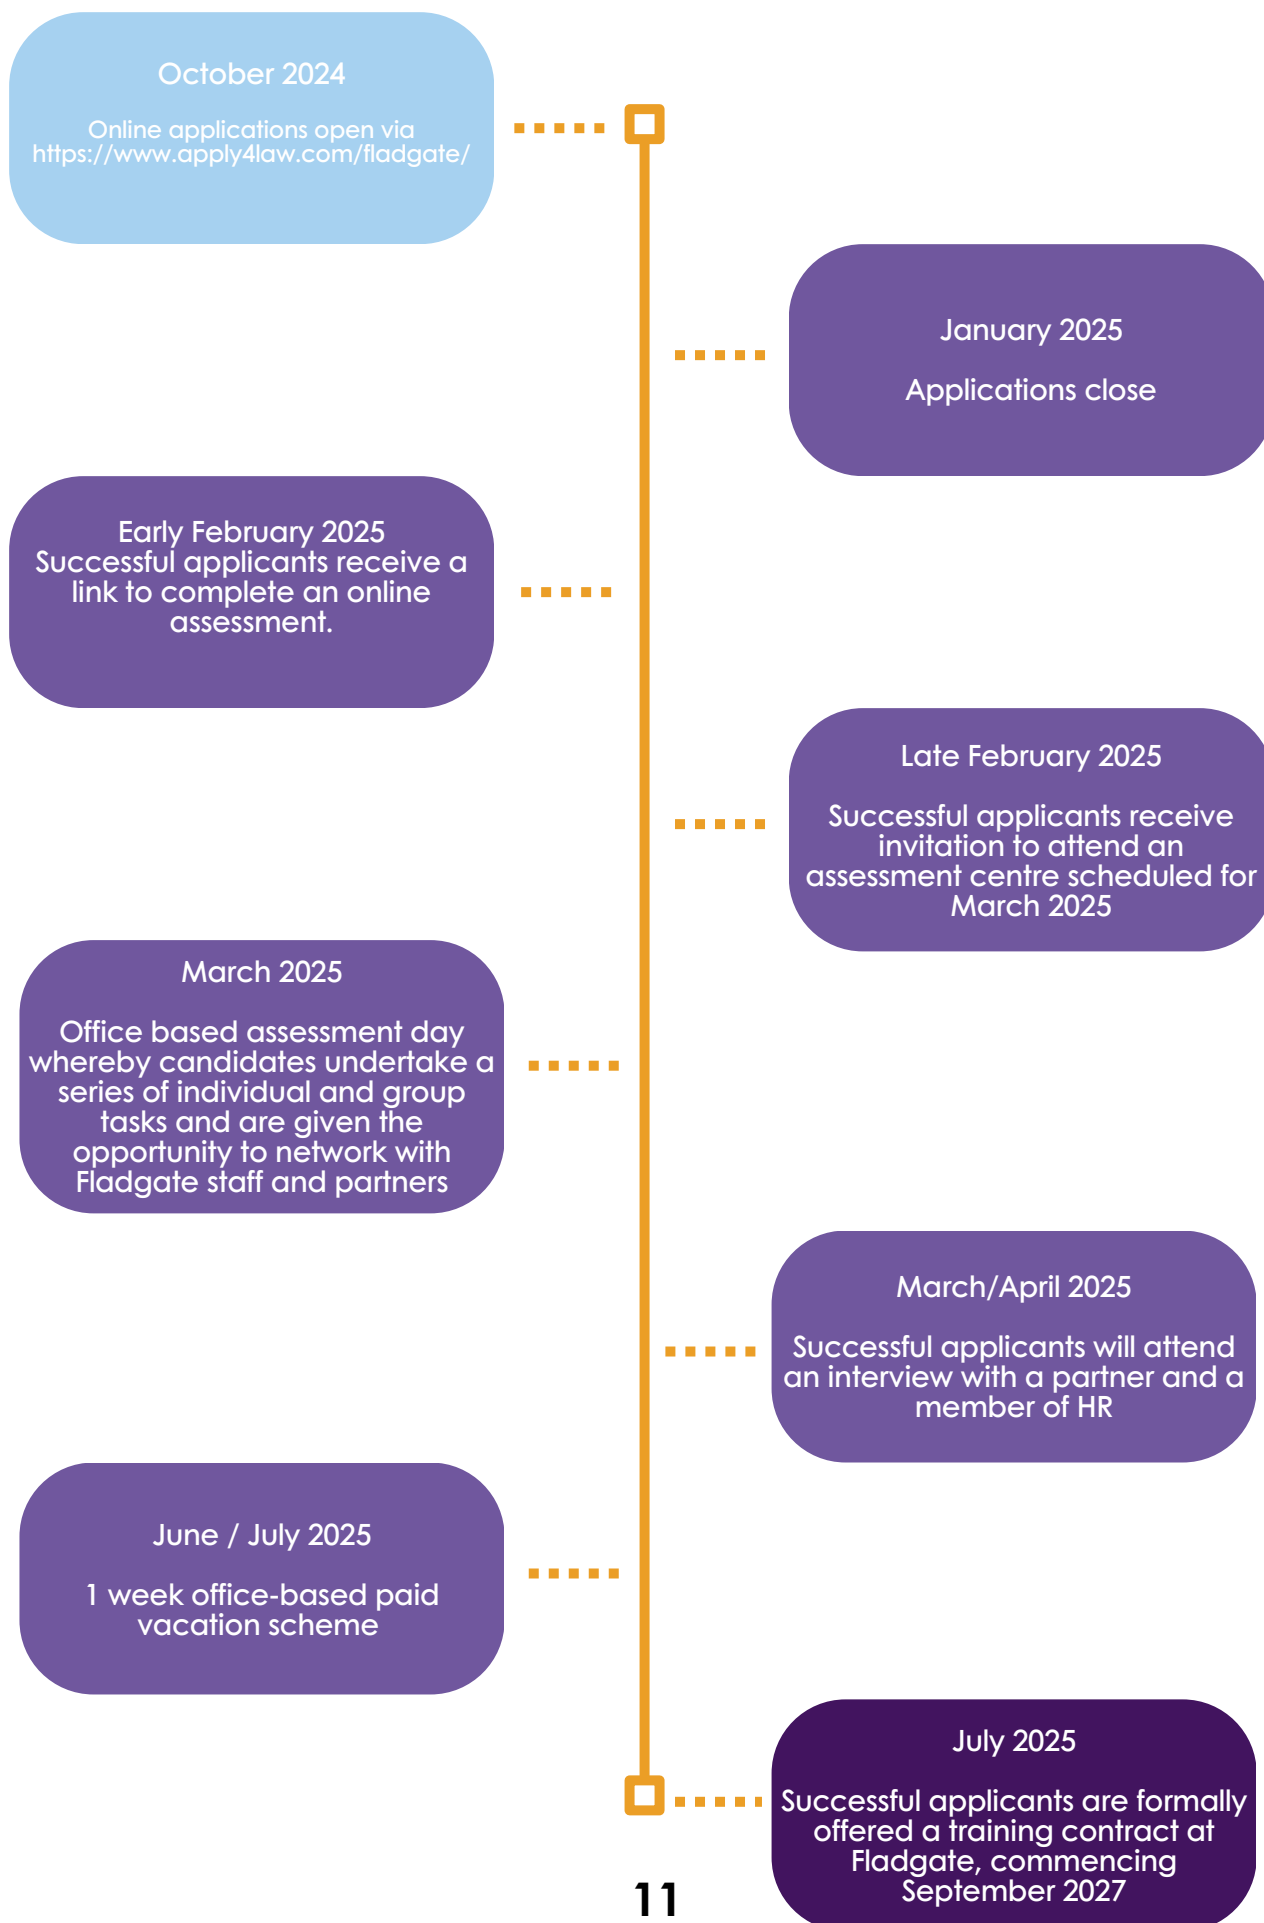 October 2024
Online applications open via
https://www.apply4law.com/fladgate/
January 2025
Applications close
Early February 2025
Successful applicants receive a
link to complete an online
assessment.
Late February 2025
Successful applicants receive
invitation to attend an
assessment centre scheduled for
March 2025
March 2025
Office based assessment day
whereby candidates undertake a
series of individual and group
tasks and are given the
opportunity to network with
Fladgate staff and partners
March/April 2025
Successful applicants will attend
an interview with a partner and a
member of HR
June / July 2025
1 week office-based paid
vacation scheme
July 2025
Successful applicants are formally
offered a training contract at
Fladgate, commencing
September 2027
11